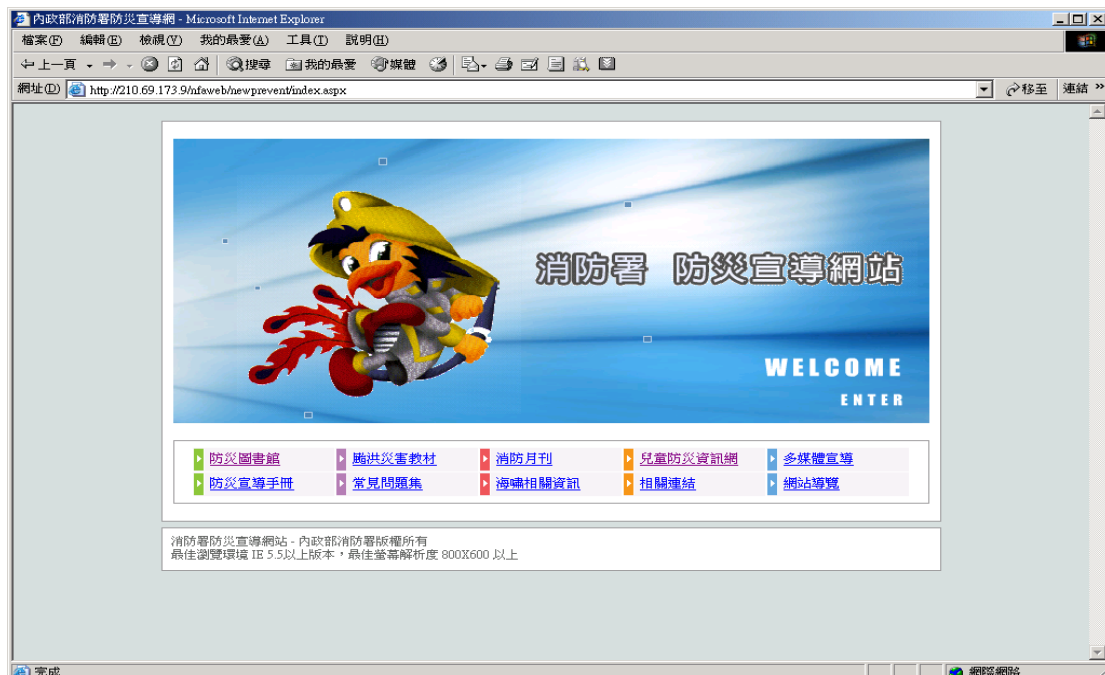 內政部消防署防災宣導網 - Microsoft Internet Explorer
檔案(F) 編輯(E) 檢視(V) 我的最愛(A) 工具(T) 說明(H)
上一頁 搜尋 我的最愛 媒體
網址(D) http://210.69.173.9/nfaweb/newprevent/index.aspx 移至 連結 »
消防署 防災宣導網站
WELCOME
ENTER
防災圖書館 颱洪災害教材 消防月刊 兒童防災資訊網 多媒體宣導
防災宣導手冊 常見問題集 海嘯相關資訊 相關連結 網站導覽
消防署防災宣導網站 - 內政部消防署版權所有
最佳瀏覽環境 IE 5.5以上版本，最佳螢幕解析度 800X600 以上
完成 網際網路